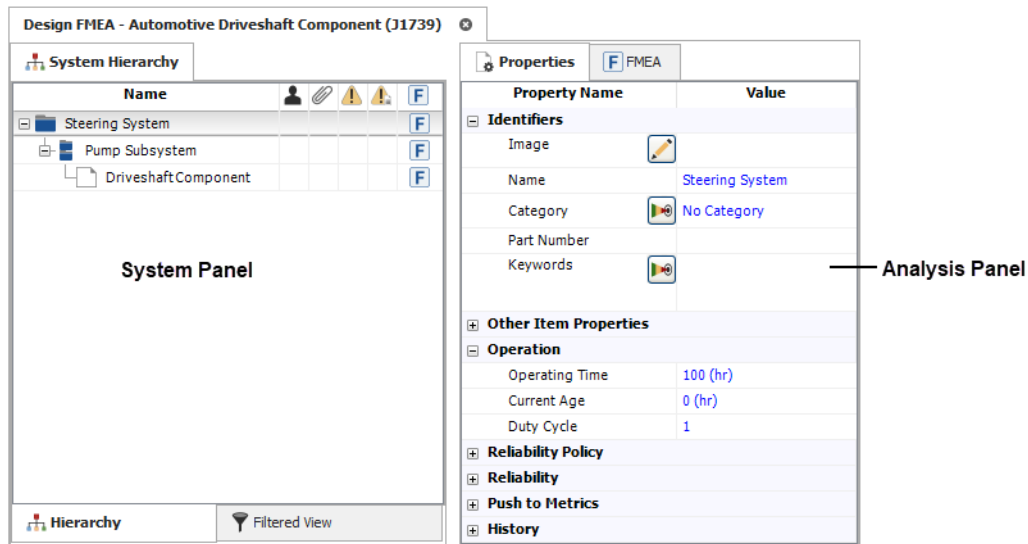 Design FMEA - Automotive Driveshaft Component (J1739)
System Hierarchy
Name
F
Steering System
F
Pump Subsystem
F
Driveshaft Component
F
System Panel
Hierarchy
Filtered View
Properties
F FMEA
Property Name Value
Identifiers
Image
Name Steering System
Category No Category
Part Number
Keywords
Other Item Properties
Operation
Operating Time 100 (hr)
Current Age 0 (hr)
Duty Cycle 1
Reliability Policy
Reliability
Push to Metrics
History
Analysis Panel